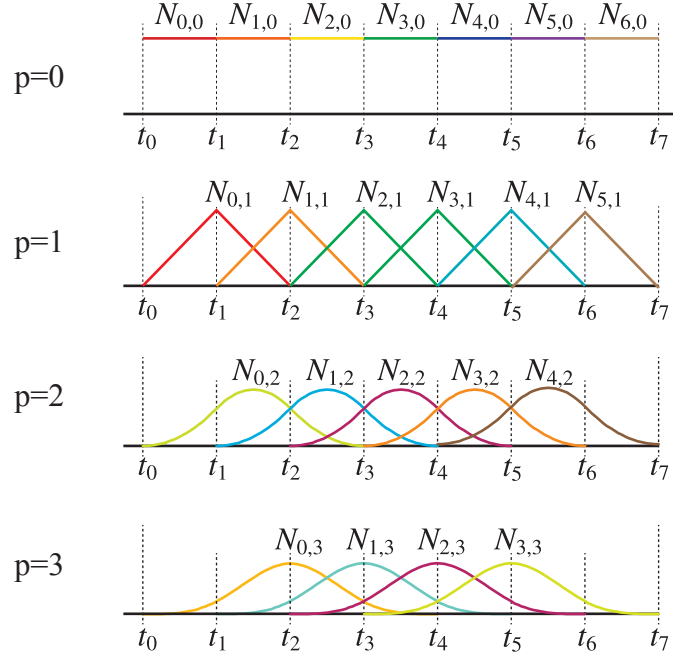 N0,0 N1,0 N2,0 N3,0 N4,0 N5,0 N6,0
p=0
t0 t1 t2 t3 t4 t5 t6 t7
N0,1 N1,1 N2,1 N3,1 N4,1 N5,1
p=1
t0 t1 t2 t3 t4 t5 t6 t7
N0,2 N1,2 N2,2 N3,2 N4,2
p=2
t0 t1 t2 t3 t4 t5 t6 t7
N0,3 N1,3 N2,3 N3,3
p=3
t0 t1 t2 t3 t4 t5 t6 t7